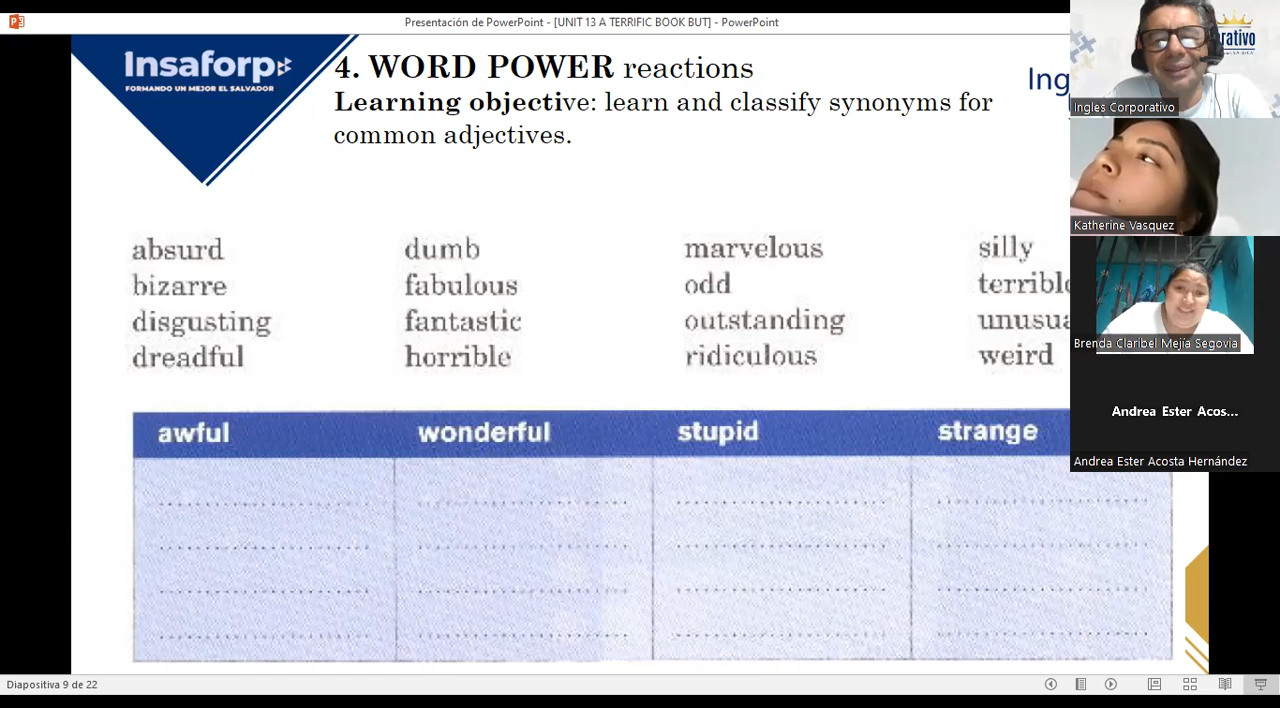 Presentación de PowerPoint - [UNIT 13 A TERRIFIC BOOK BUT] - PowerPoint
Insaforp
FORMANDO UN MEJOR EL SALVADOR
4. WORD POWER reactions
Learning objective: learn and classify synonyms for
common adjectives.
Ing
absurd dumb marvelous silly
bizarre fabulous odd
disgusting fantastic outstanding
dreadful horrible ridiculous weird
awful wonderful stupid strange
Ingles Corporativo
Katherine Vasquez
Brenda Claribel Mejía Segovia
Andrea Ester Acos...
Andrea Ester Acosta Hernández
Diapositiva 9 de 22